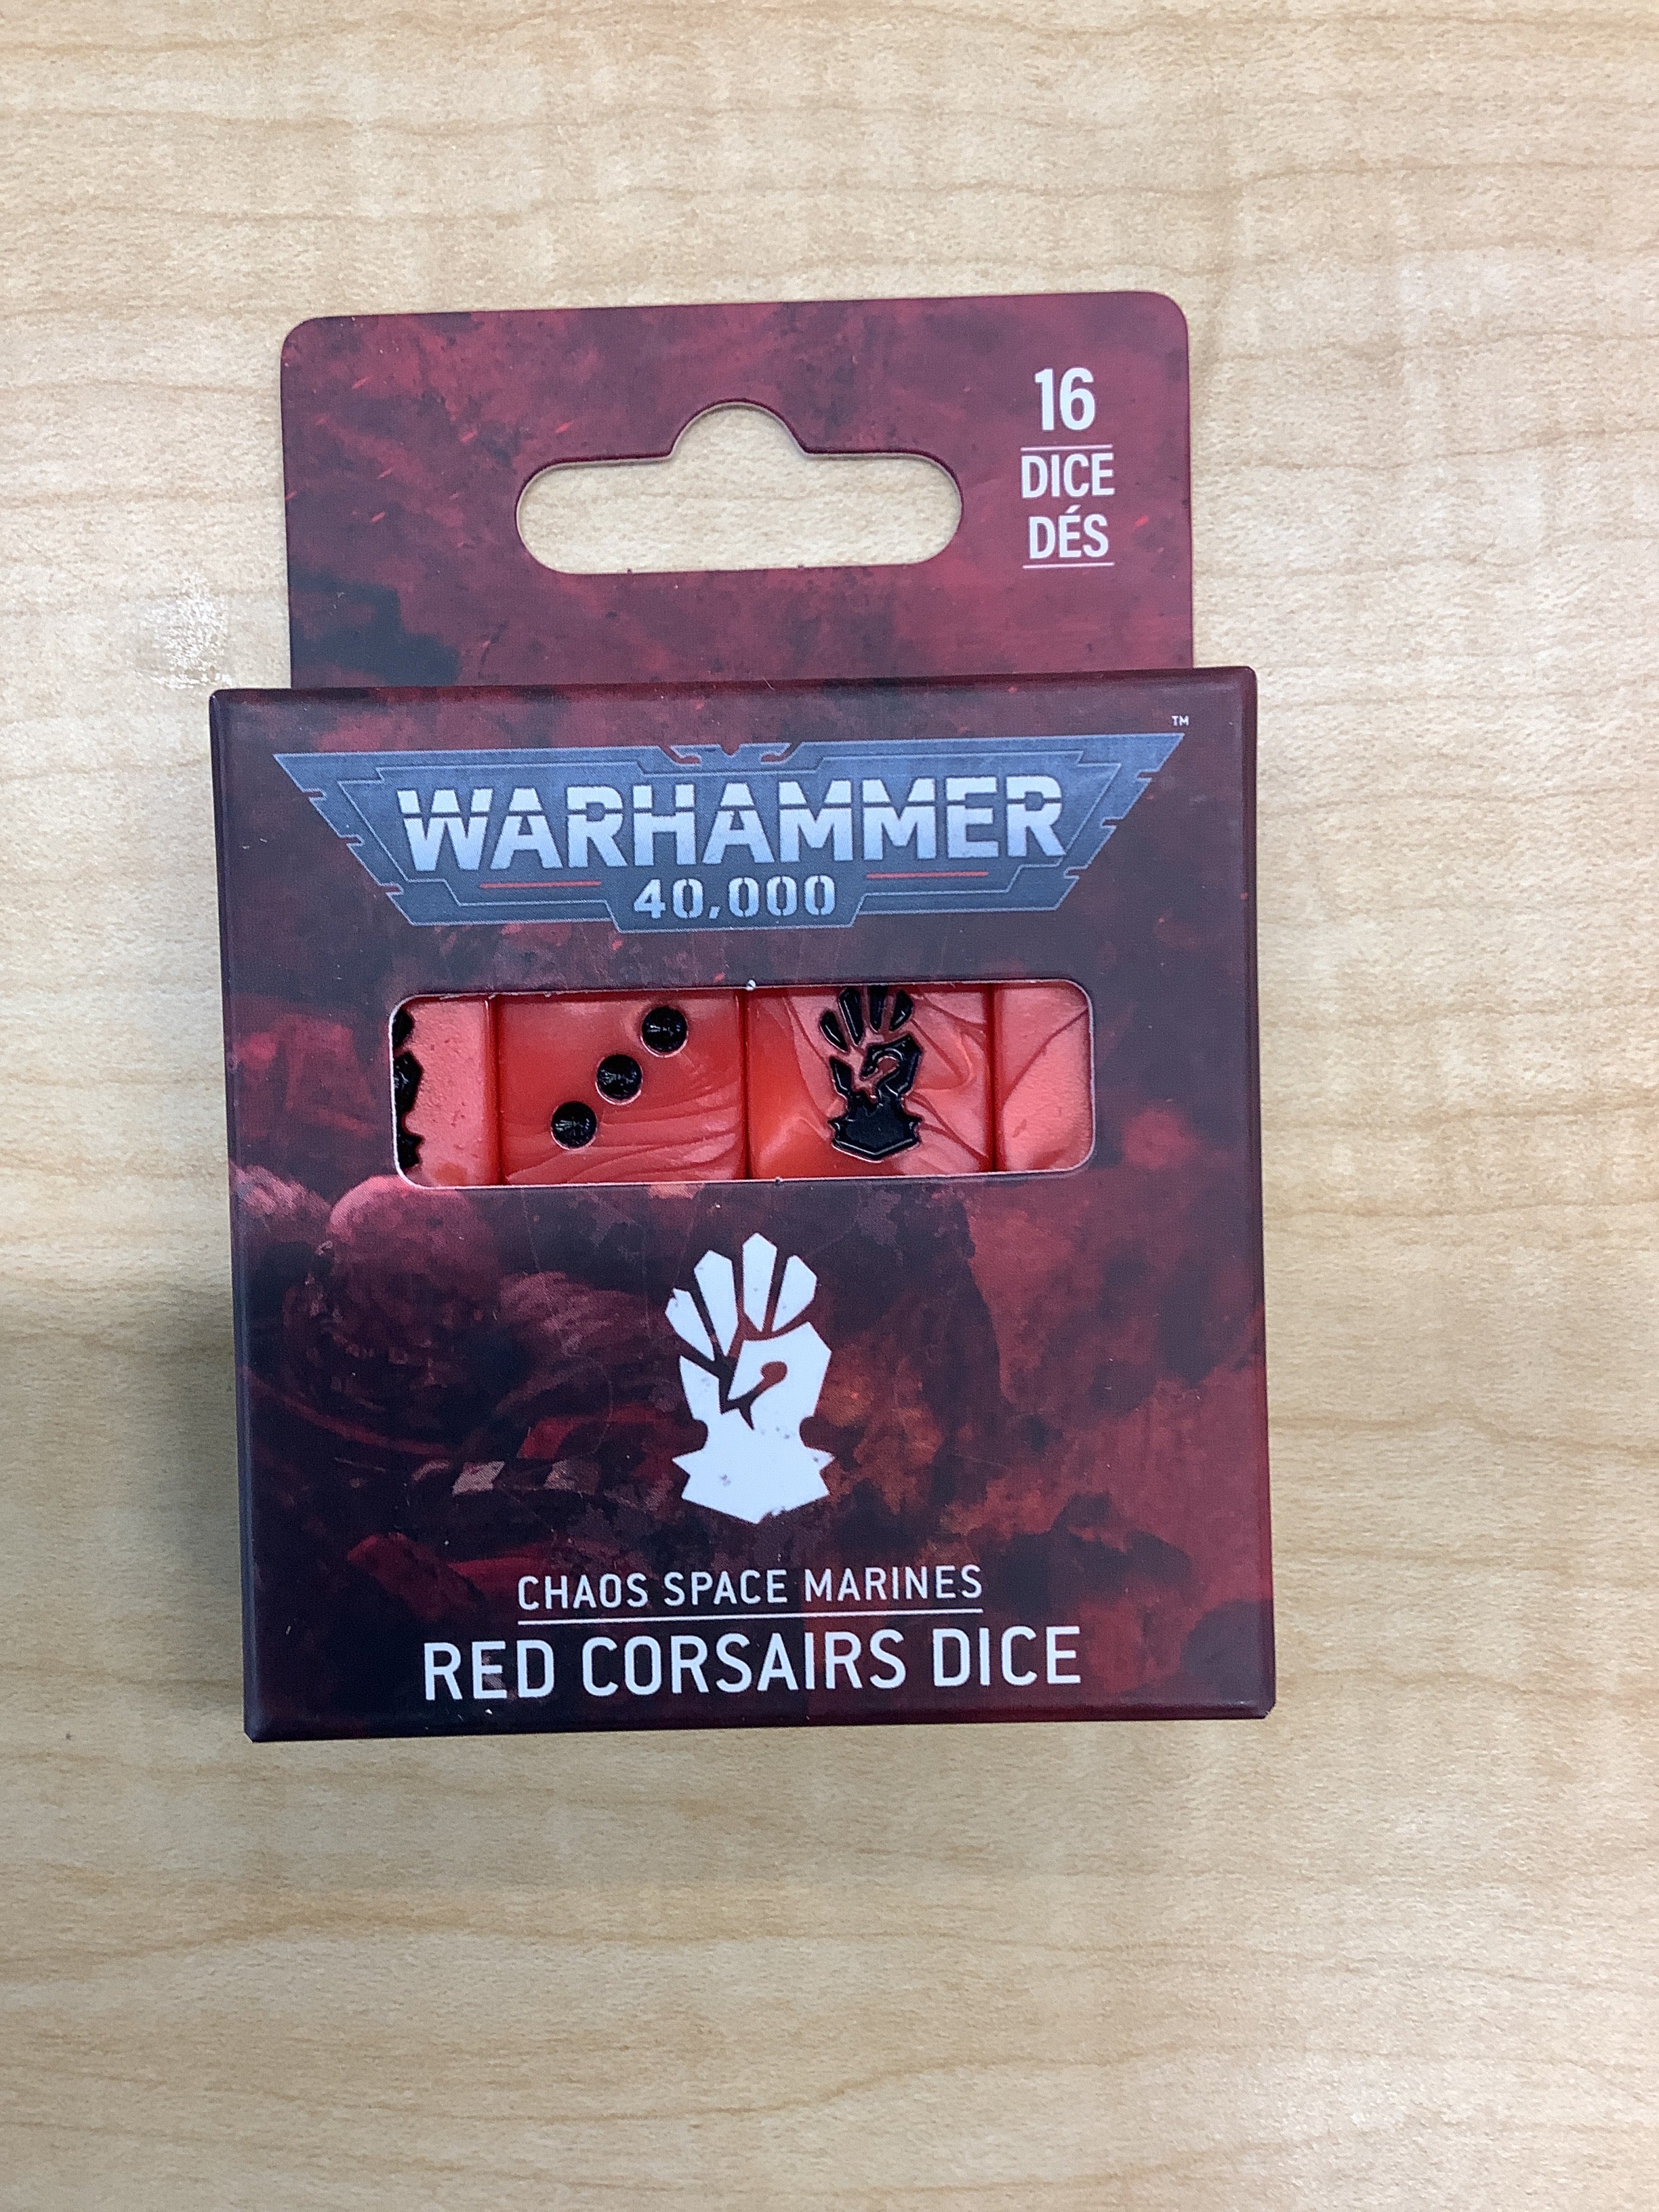 16
DICE
DÉS
™
WARHAMMER
40,000
CHAOS SPACE MARINES
RED CORSAIRS DICE